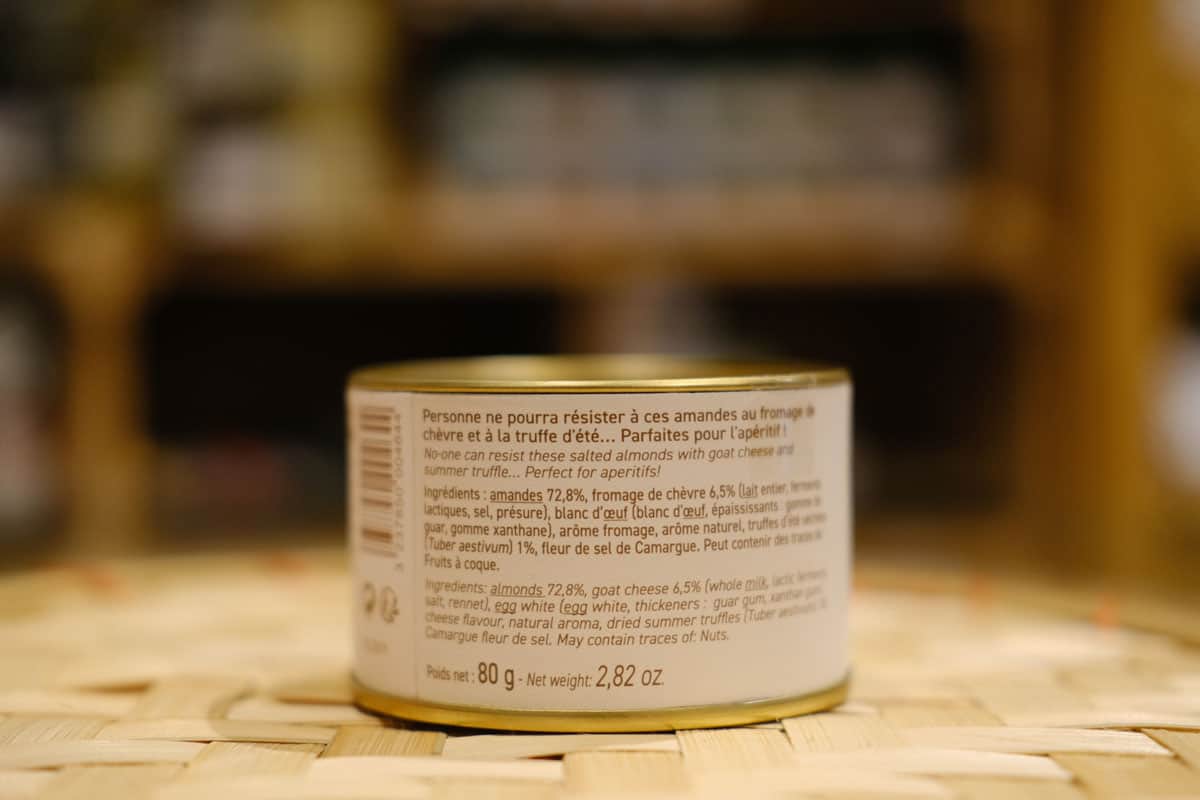 Personne ne pourra résister à ces amandes au fromage de
chèvre et à la truffe d'été... Parfaites pour l'apéritif !
No-one can resist these salted almonds with goat cheese and
summer truffle... Perfect for aperitifs!
Ingrédients : amandes 72,8%, fromage de chèvre 6,5% (lait entier, ferments
lactiques, sel, présure), blanc d'œuf (blanc d'œuf, épaississants : gomme de
guar, gomme xanthane), arôme fromage, arôme naturel, truffes d'été séchées
(Tuber aestivum) 1%, fleur de sel de Camargue. Peut contenir des traces de
Fruits à coque.
Ingredients: almonds 72,8%, goat cheese 6,5% (whole milk, lactic ferments,
salt, rennet), egg white (egg white, thickeners : guar gum, xanthan gum),
cheese flavour, natural aroma, dried summer truffles (Tuber aestivum)
Camargue fleur de sel. May contain traces of: Nuts.
Poids net : 80 g - Net weight: 2,82 oz.